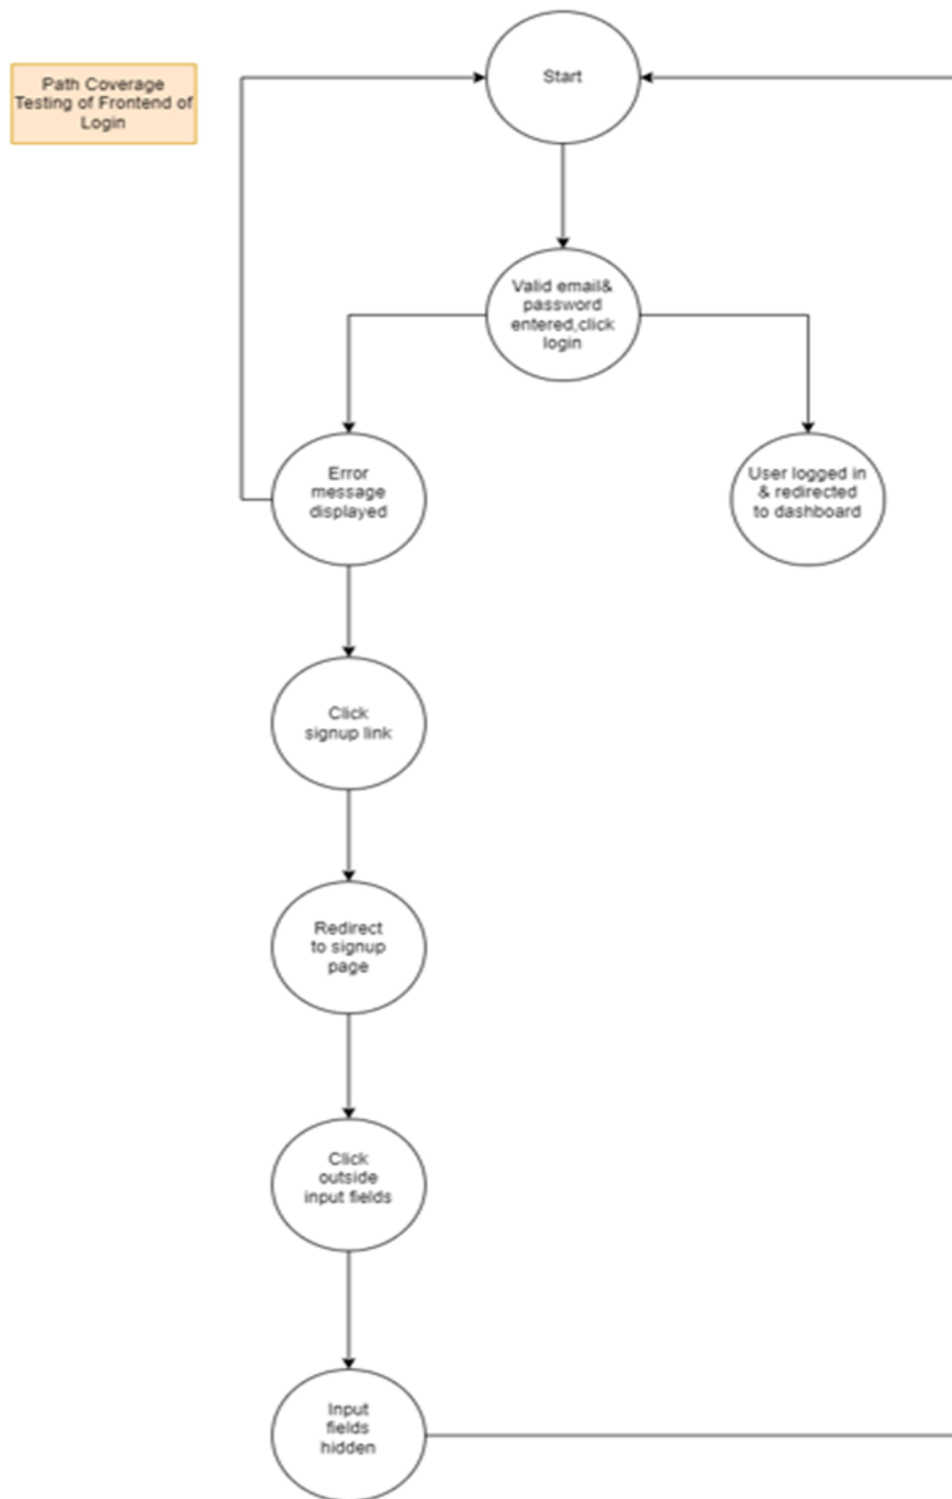 Path Coverage
Testing of Frontend of
Login
Start
Valid email&
password
entered,click
login
Error
message
displayed
User logged in
& redirected
to dashboard
Click
signup link
Redirect
to signup
page
Click
outside
input fields
Input
fields
hidden